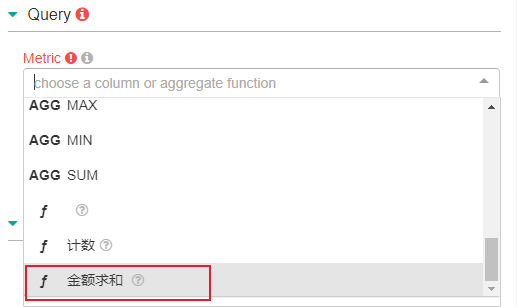 Query
Metric
choose a column or aggregate function
AGG MAX
AGG MIN
AGG SUM
ƒ
ƒ 计数
ƒ 金额求和